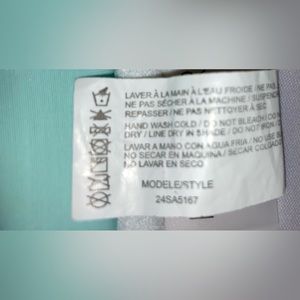 LAVER À LA MAIN À L'EAU FROIDE / NE
NE PAS SÉCHER À LA MACHINE / SUSPEND
REPASSER / NE PAS NETTOYER À SEC
HAND WASH COLD / DO NOT BLEACH / DO N
DRY / LINE DRY IN SHADE / DO NOT IRON
LAVAR A MANO CON AGUA FRIA / NO USAR
NO SECAR EN MAQUINA / SECAR COLGADO
NO LAVAR EN SECO
MODELE/STYLE
24SA5167